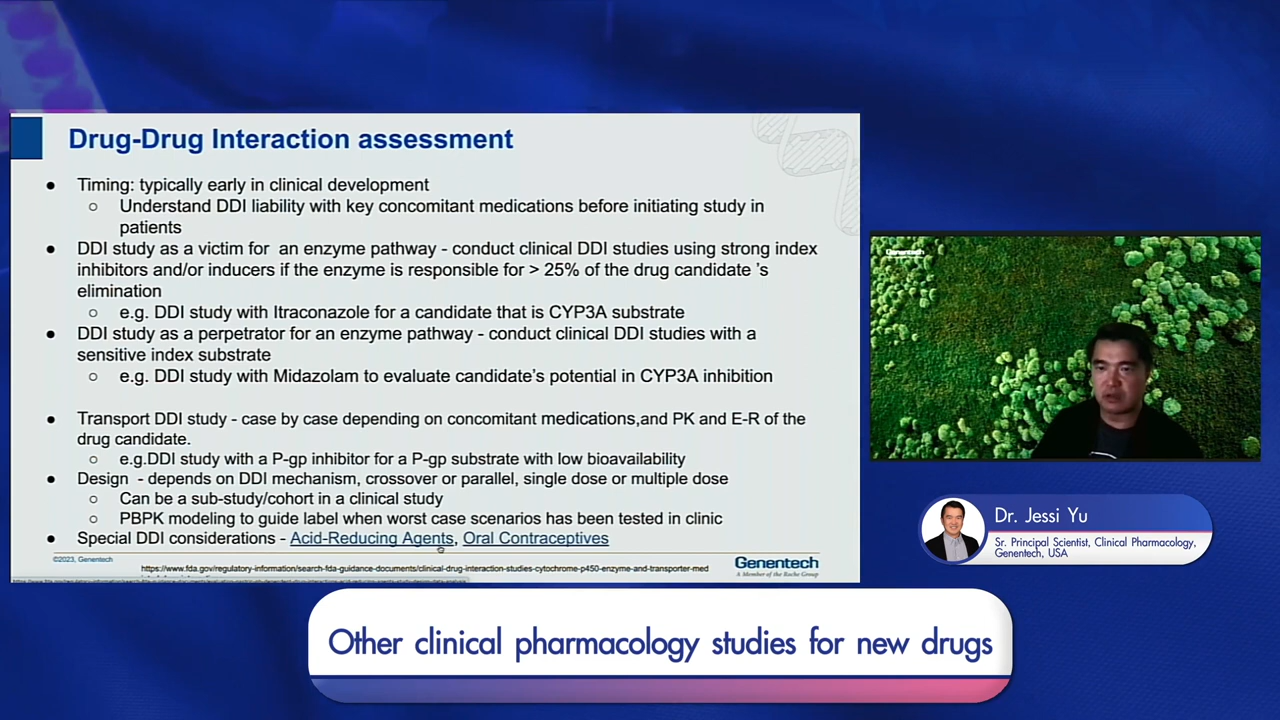 Drug-Drug Interaction assessment
● Timing: typically early in clinical development
○ Understand DDI liability with key concomitant medications before initiating study in
patients
● DDI study as a victim for an enzyme pathway - conduct clinical DDI studies using strong index
inhibitors and/or inducers if the enzyme is responsible for > 25% of the drug candidate 's
elimination
○ e.g. DDI study with Itraconazole for a candidate that is CYP3A substrate
● DDI study as a perpetrator for an enzyme pathway - conduct clinical DDI studies with a
sensitive index substrate
○ e.g. DDI study with Midazolam to evaluate candidate's potential in CYP3A inhibition
● Transport DDI study - case by case depending on concomitant medications,and PK and E-R of the
drug candidate.
○ e.g.DDI study with a P-gp inhibitor for a P-gp substrate with low bioavailability
● Design - depends on DDI mechanism, crossover or parallel, single dose or multiple dose
○ Can be a sub-study/cohort in a clinical study
○ PBPK modeling to guide label when worst case scenarios has been tested in clinic
● Special DDI considerations - Acid-Reducing Agents, Oral Contraceptives
©2023, Genentech
https://www.fda.gov/regulatory-information/search-fda-guidance-documents/clinical-drug-interaction-studies-cytochrome-p450-enzyme-and-transporter-med
Genentech
A Member of the Roche Group
Genentech
Dr. Jessi Yu
Sr. Principal Scientist, Clinical Pharmacology,
Genentech, USA
Other clinical pharmacology studies for new drugs